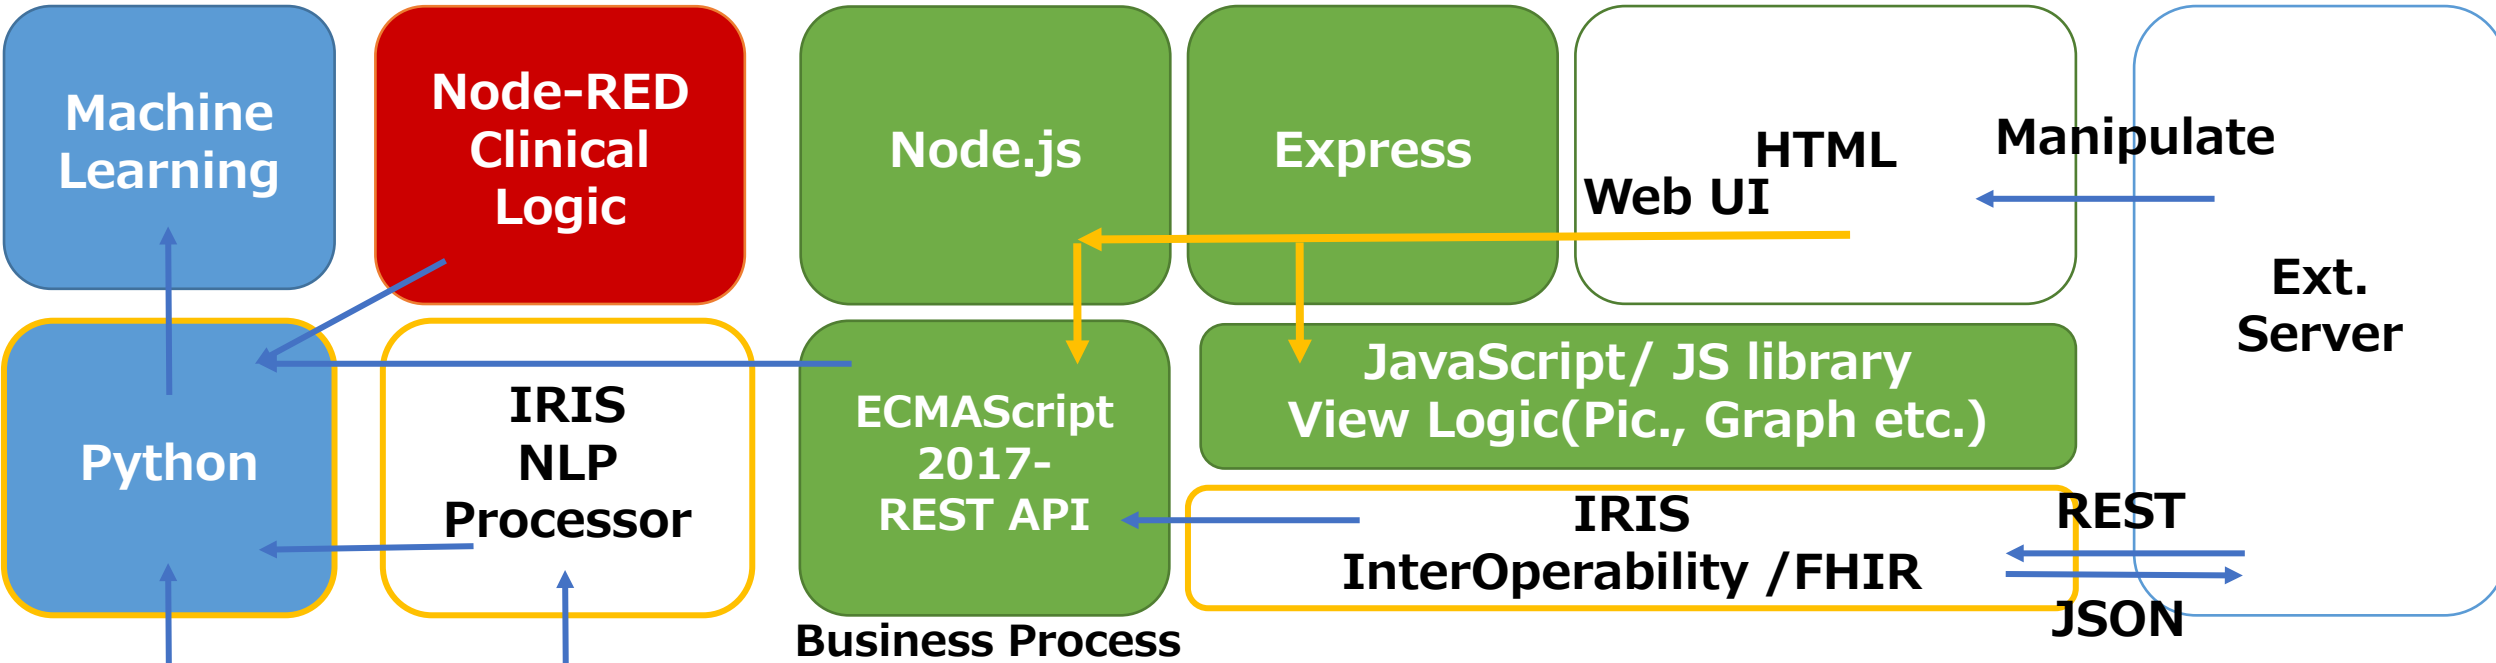 Machine
Learning
Node-RED
Clinical
Logic
Node.js
Express
HTML
Web UI
Manipulate
Ext.
Server
Python
IRIS
NLP
Processor
ECMAScript
2017-
REST API
JavaScript/ JS library
View Logic(Pic., Graph etc.)
IRIS
InterOperability /FHIR
REST
JSON
Business Process